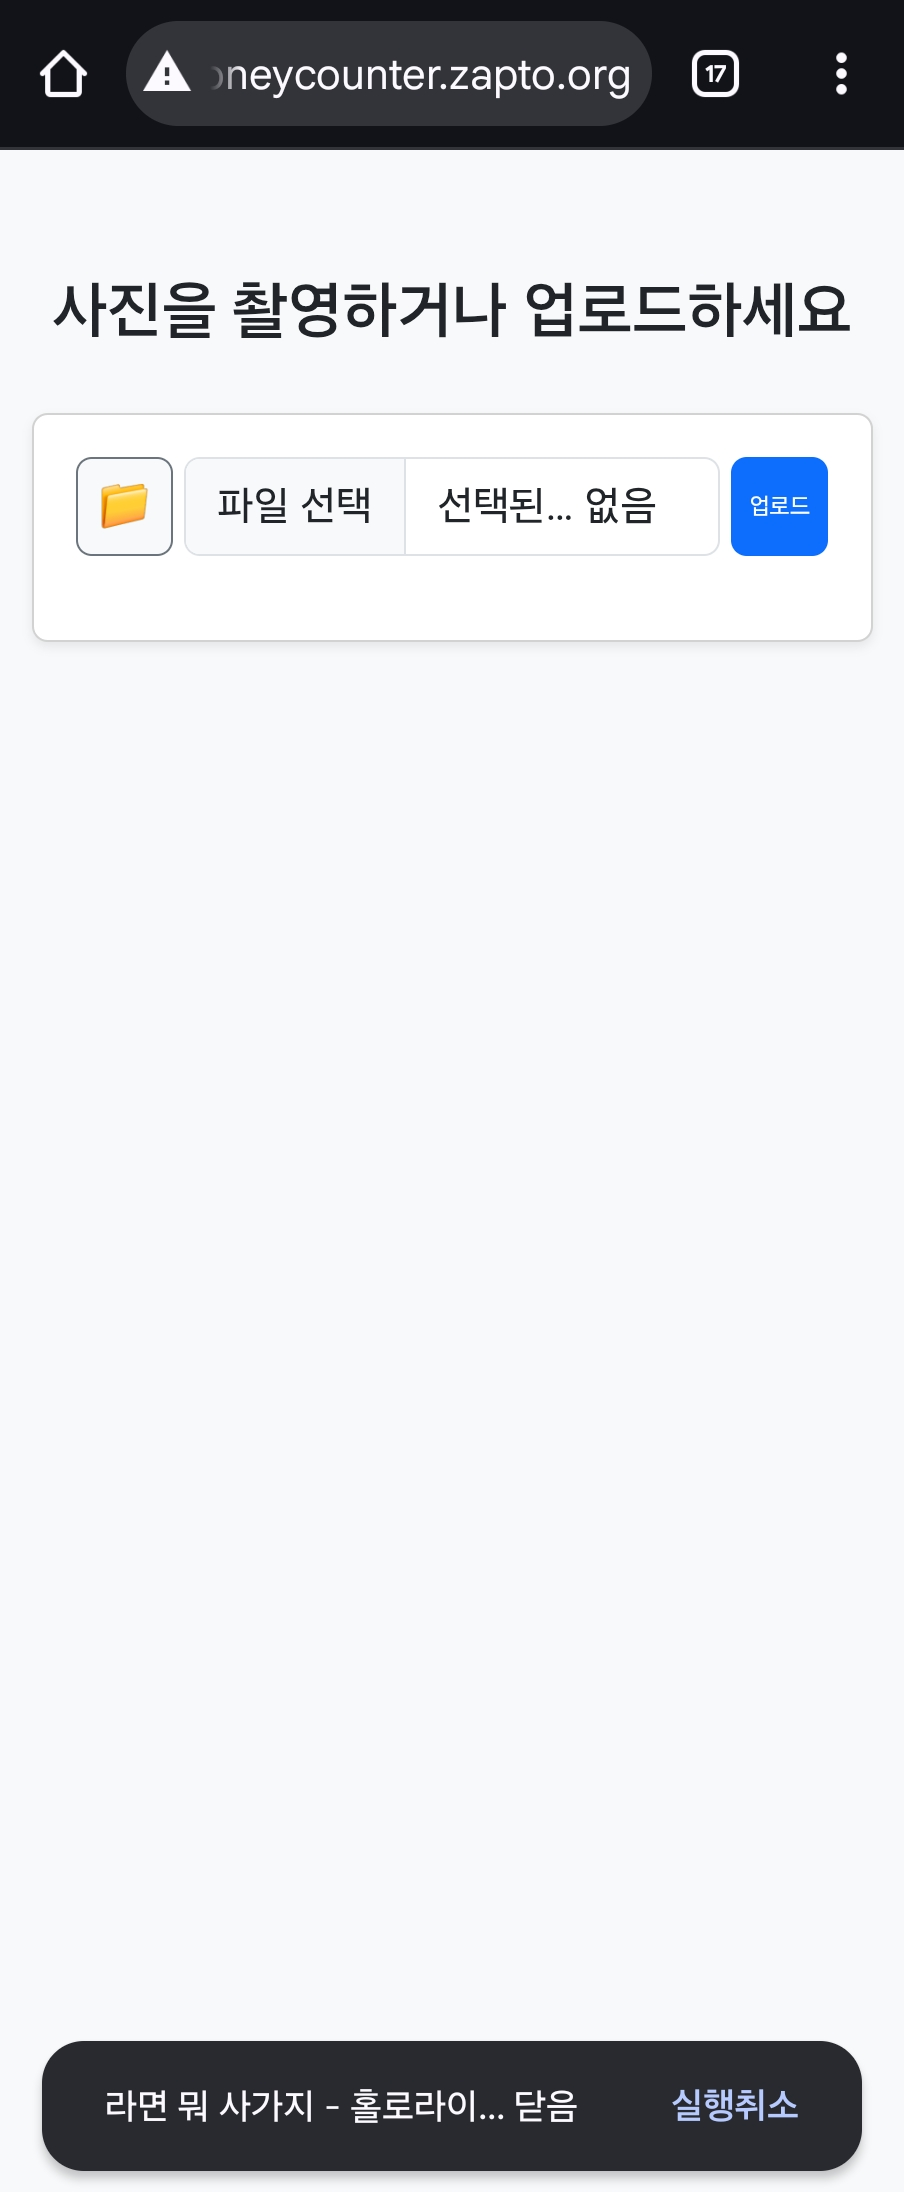 neycounter.zapto.org
17
사진을 촬영하거나 업로드하세요
파일 선택
선택된... 없음
업로드
라면 뭐 사가지 - 홀로라이... 닫음
실행취소